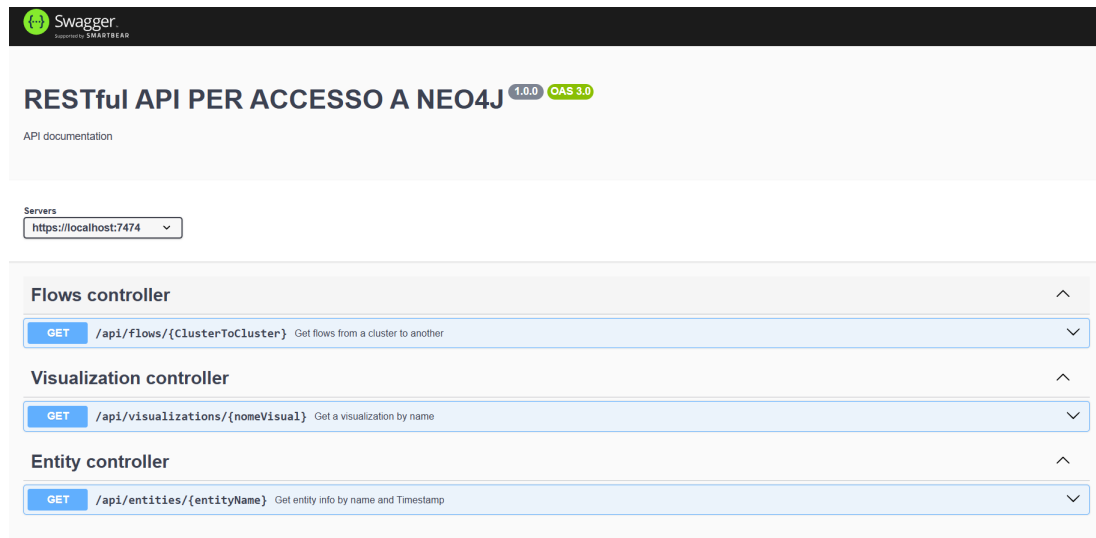 {··} Swagger.
Supported by SMARTBEAR
RESTful API PER ACCESSO A NEO4J 1.0.0 OAS 3.0
API documentation
Servers
https://localhost:7474
Flows controller
GET /api/flows/{ClusterToCluster} Get flows from a cluster to another
Visualization controller
GET /api/visualizations/{nomeVisual} Get a visualization by name
Entity controller
GET /api/entities/{entityName} Get entity info by name and Timestamp